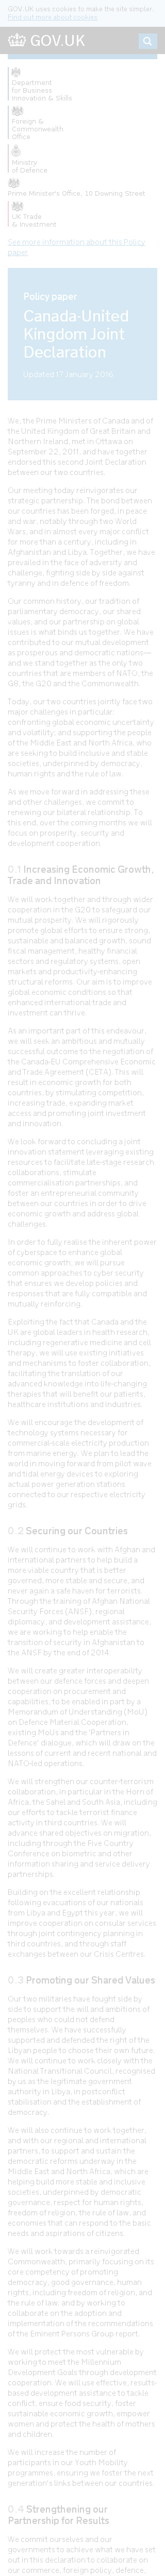 GOV.UK uses cookies to make the site simpler.
Find out more about cookies
GOV.UK
Department
for Business
Innovation & Skills
Foreign &
Commonwealth
Office
Ministry
of Defence
Prime Minister's Office, 10 Downing Street
UK Trade
& Investment
See more information about this Policy
paper
Policy paper
Canada-United
Kingdom Joint
Declaration
Updated 17 January 2016
We, the Prime Ministers of Canada and of
the United Kingdom of Great Britain and
Northern Ireland, met in Ottawa on
September 22, 2011, and have together
endorsed this second Joint Declaration
between our two countries.
Our meeting today reinvigorates our
strategic partnership. The bond between
our countries has been forged, in peace
and war, notably through two World
Wars, and in almost every major conflict
for more than a century, including in
Afghanistan and Libya. Together, we have
prevailed in the face of adversity and
challenge, fighting side by side against
tyranny and in defence of freedom.
Our common history, our tradition of
parliamentary democracy, our shared
values, and our partnership on global
issues is what binds us together. We have
contributed to our mutual development
as prosperous and democratic nations—
and we stand together as the only two
countries that are members of NATO, the
G8, the G20 and the Commonwealth.
Today, our two countries jointly face two
major challenges in particular:
confronting global economic uncertainty
and volatility, and supporting the people
of the Middle East and North Africa, who
are seeking to build inclusive and stable
societies, underpinned by democracy,
human rights and the rule of law.
As we move forward in addressing these
and other challenges, we commit to
renewing our bilateral relationship. To
this end, over the coming months we will
focus on prosperity, security and
development cooperation.
0.1 Increasing Economic Growth,
Trade and Innovation
We will work together and through wider
cooperation in the G20 to safeguard our
mutual prosperity. We will rigorously
promote global efforts to ensure strong,
sustainable and balanced growth, sound
fiscal management, healthy financial
sectors and regulatory systems, open
markets and productivity-enhancing
structural reforms. Our aim is to improve
global economic conditions so that
enhanced international trade and
investment can thrive.
As an important part of this endeavour,
we will seek an ambitious and mutually
successful outcome to the negotiation of
the Canada-EU Comprehensive Economic
and Trade Agreement (CETA). This will
result in economic growth for both
countries, by stimulating competition,
increasing trade, expanding market
access and promoting joint investment
and innovation.
We look forward to concluding a joint
innovation statement leveraging existing
resources to facilitate late-stage research
collaborations, stimulate
commercialisation partnerships, and
foster an entrepreneurial community
between our countries in order to drive
economic growth and address global
challenges.
In order to fully realise the inherent power
of cyberspace to enhance global
economic growth, we will pursue
common approaches to cyber security
that ensures we develop policies and
responses that are fully compatible and
mutually reinforcing.
Exploiting the fact that Canada and the
UK are global leaders in health research,
including regenerative medicine and cell
therapy, we will use existing initiatives
and mechanisms to foster collaboration,
facilitating the translation of our
advanced knowledge into life-changing
therapies that will benefit our patients,
healthcare institutions and industries.
We will encourage the development of
technology systems necessary for
commercial-scale electricity production
from marine energy. We plan to lead the
world in moving forward from pilot wave
and tidal energy devices to exploring
actual power generation stations
connected to our respective electricity
grids.
0.2 Securing our Countries
We will continue to work with Afghan and
international partners to help build a
more viable country that is better
governed, more stable and secure, and
never again a safe haven for terrorists.
Through the training of Afghan National
Security Forces (ANSF), regional
diplomacy, and development assistance,
we are working to help enable the
transition of security in Afghanistan to
the ANSF by the end of 2014.
We will create greater interoperability
between our defence forces and deepen
cooperation on procurement and
capabilities, to be enabled in part by a
Memorandum of Understanding (MoU)
on Defence Material Cooperation,
existing MoUs and the 'Partners in
Defence' dialogue, which will draw on the
lessons of current and recent national and
NATO-led operations.
We will strengthen our counter-terrorism
collaboration, in particular in the Horn of
Africa, the Sahel and South Asia, including
our efforts to tackle terrorist finance
activity in third countries. We will
advance shared objectives on migration,
including through the Five Country
Conference on biometric and other
information sharing and service delivery
partnerships.
Building on the excellent relationship
following evacuations of our nationals
from Libya and Egypt this year, we will
improve cooperation on consular services
through joint contingency planning in
third countries, and through staff
exchanges between our Crisis Centres.
0.3 Promoting our Shared Values
Our two militaries have fought side by
side to support the will and ambitions of
peoples who could not defend
themselves. We have successfully
supported and defended the right of the
Libyan people to choose their own future.
We will continue to work closely with the
National Transitional Council, recognised
by us as the legitimate government
authority in Libya, in postconflict
stabilisation and the establishment of
democracy.
We will also continue to work together,
and with our regional and international
partners, to support and sustain the
democratic reforms underway in the
Middle East and North Africa, which are
helping build more stable and inclusive
societies, underpinned by democratic
governance, respect for human rights,
freedom of religion, the rule of law, and
economies that can respond to the basic
needs and aspirations of citizens.
We will work towards a reinvigorated
Commonwealth, primarily focusing on its
core competency of promoting
democracy, good governance, human
rights, including freedom of religion, and
the rule of law; and by working to
collaborate on the adoption and
implementation of the recommendations
of the Eminent Persons Group report.
We will protect the most vulnerable by
working to meet the Millennium
Development Goals through development
cooperation. We will use effective, results-
based development assistance to tackle
conflict, ensure food security, foster
sustainable economic growth, empower
women and protect the health of mothers
and children.
We will increase the number of
participants in our Youth Mobility
programmes, ensuring we foster the next
generation's links between our countries.
0.4 Strengthening our
Partnership for Results
We commit ourselves and our
governments to achieve what we have set
out in this declaration to collaborate on
our commerce, foreign policy, defence,